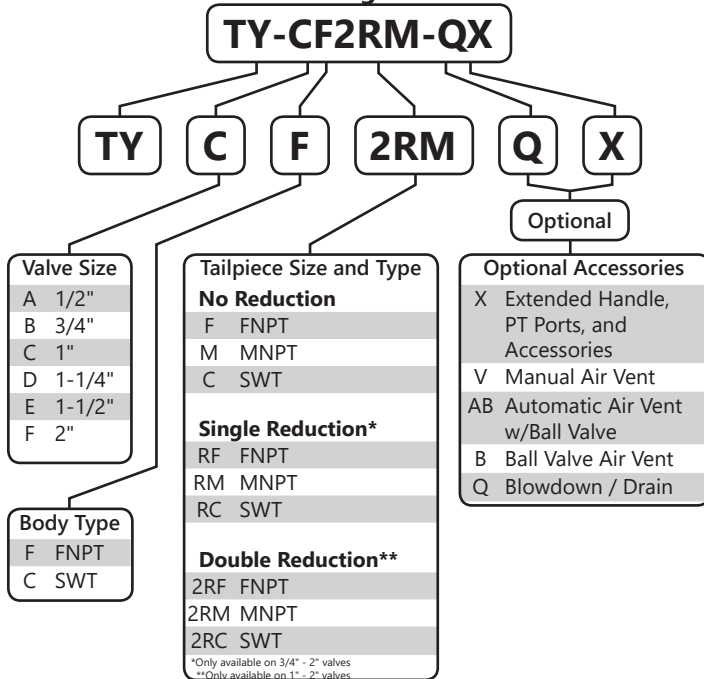 TY-CF2RM-QX
TY C F 2RM Q X
Optional
Valve Size
A 1/2"
B 3/4"
C 1"
D 1-1/4"
E 1-1/2"
F 2"
Body Type
F FNPT
C SWT
Tailpiece Size and Type
No Reduction
F FNPT
M MNPT
C SWT
Single Reduction*
RF FNPT
RM MNPT
RC SWT
Double Reduction**
2RF FNPT
2RM MNPT
2RC SWT
*Only available on 3/4" - 2" valves
**Only available on 1" - 2" valves
Optional Accessories
X Extended Handle,
PT Ports, and
Accessories
V Manual Air Vent
AB Automatic Air Vent
w/Ball Valve
B Ball Valve Air Vent
Q Blowdown / Drain